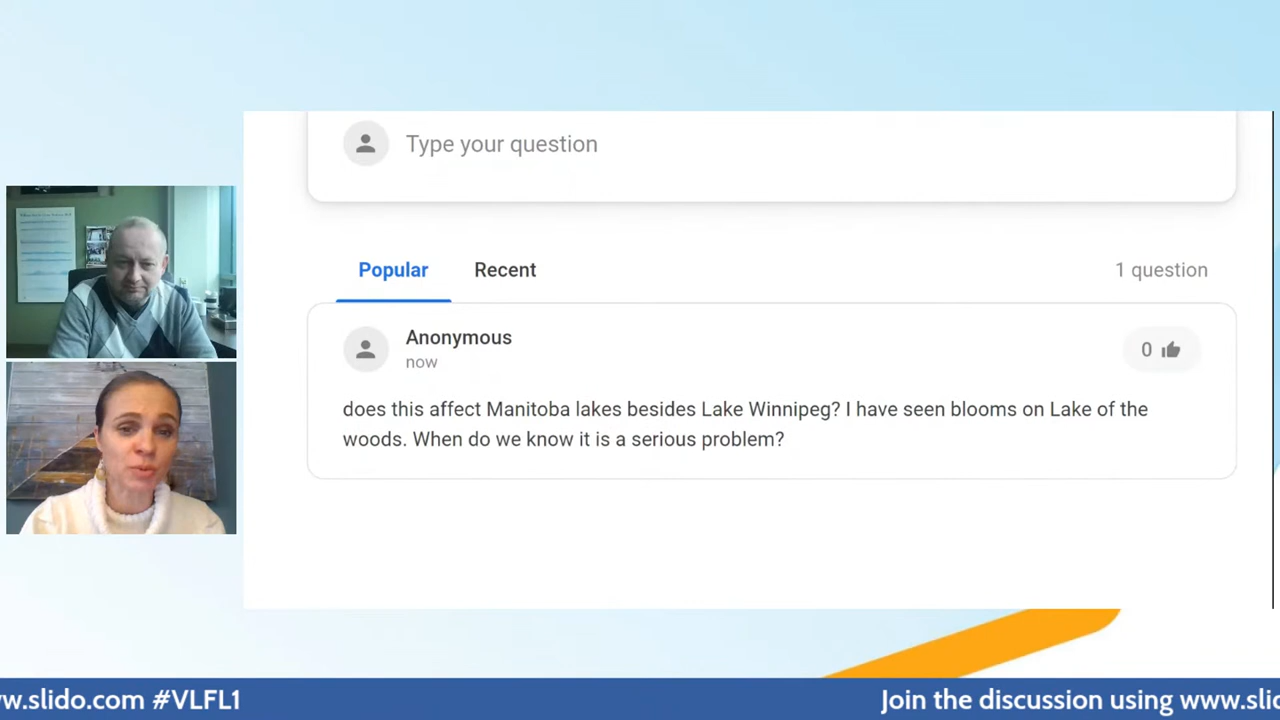 Type your question
Popular
Recent
1 question
Anonymous
now
0
does this affect Manitoba lakes besides Lake Winnipeg? I have seen blooms on Lake of the
woods. When do we know it is a serious problem?
w.slido.com #VLFL1
Join the discussion using www.slid